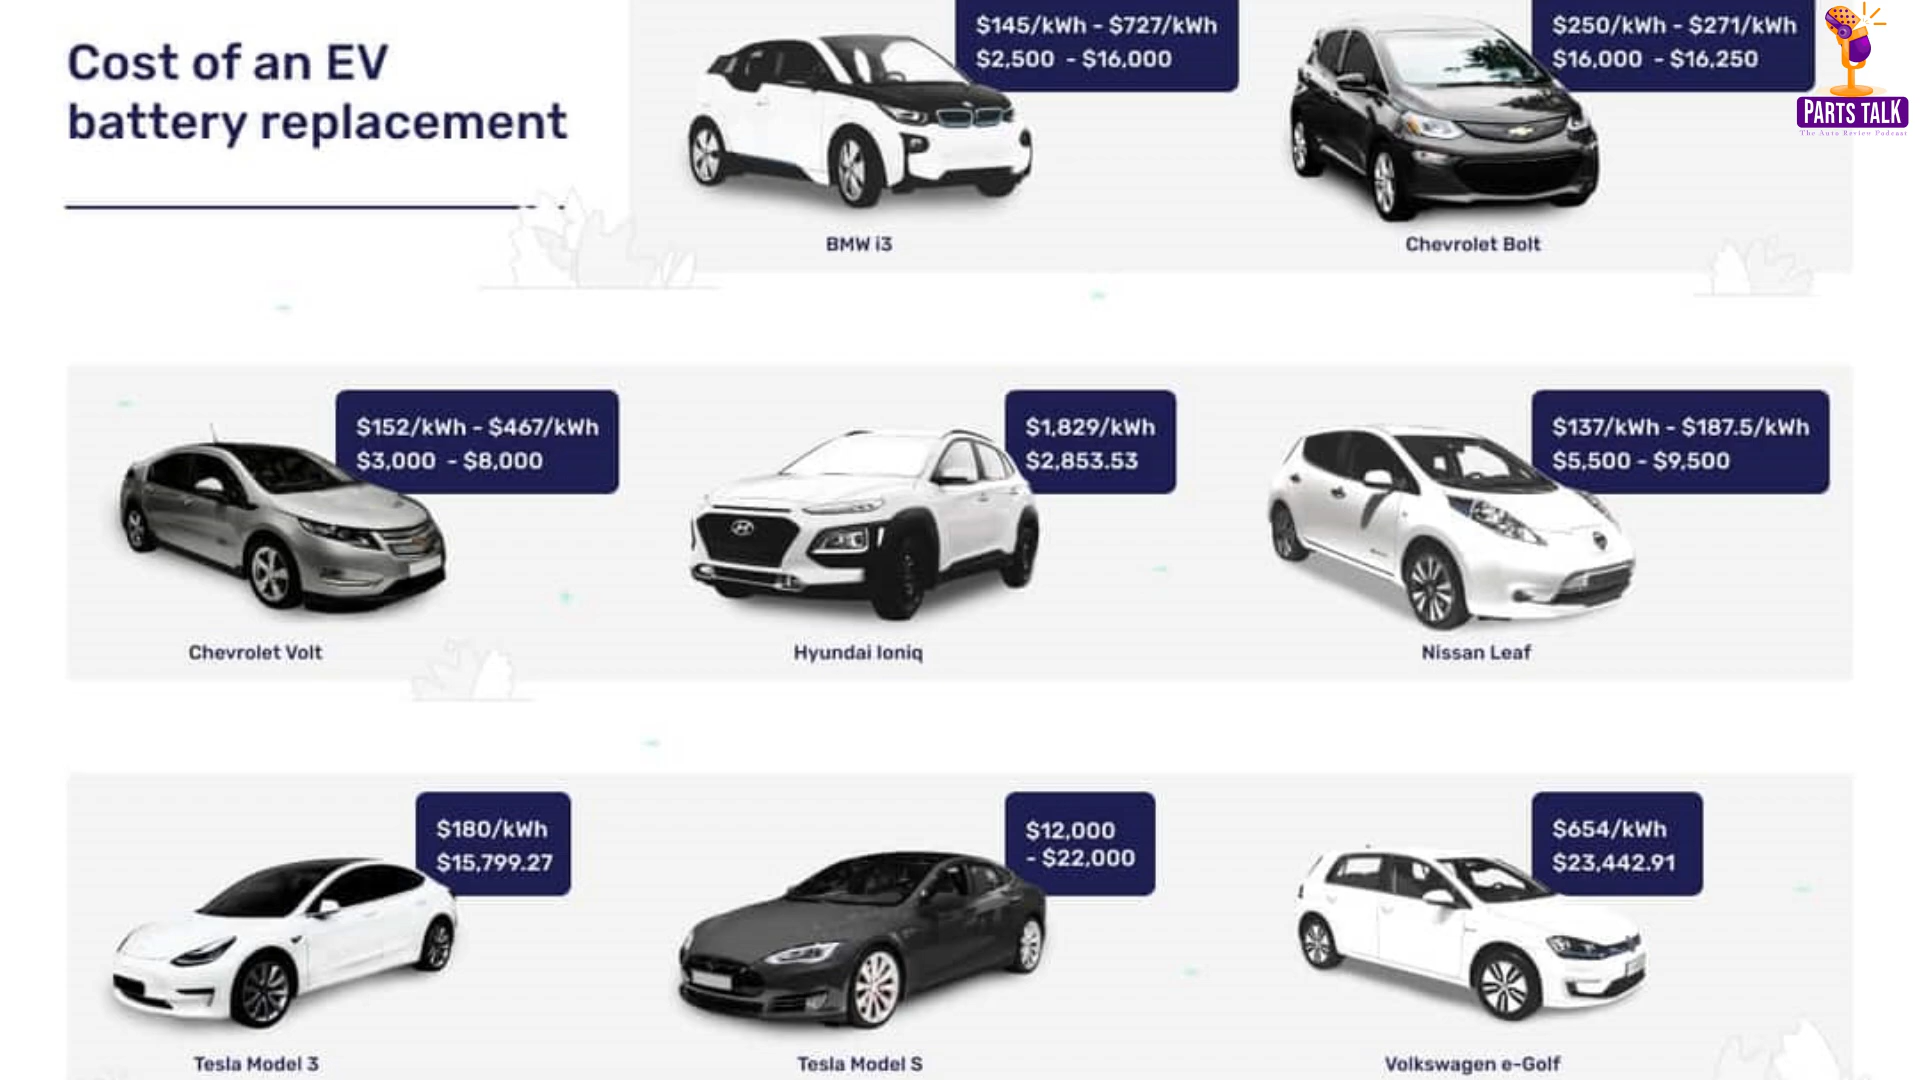 Cost of an EV
battery replacement
$145/kWh - $727/kWh
$2,500 - $16,000
BMW i3
$250/kWh - $271/kWh
$16,000 - $16,250
Chevrolet Bolt
PARTS TALK
The Auto Review Podcast
$152/kWh - $467/kWh
$3,000 - $8,000
Chevrolet Volt
$1,829/kWh
$2,853.53
Hyundai Ioniq
$137/kWh - $187.5/kWh
$5,500 - $9,500
Nissan Leaf
$180/kWh
$15,799.27
Tesla Model 3
$12,000
- $22,000
Tesla Model S
$654/kWh
$23,442.91
Volkswagen e-Golf